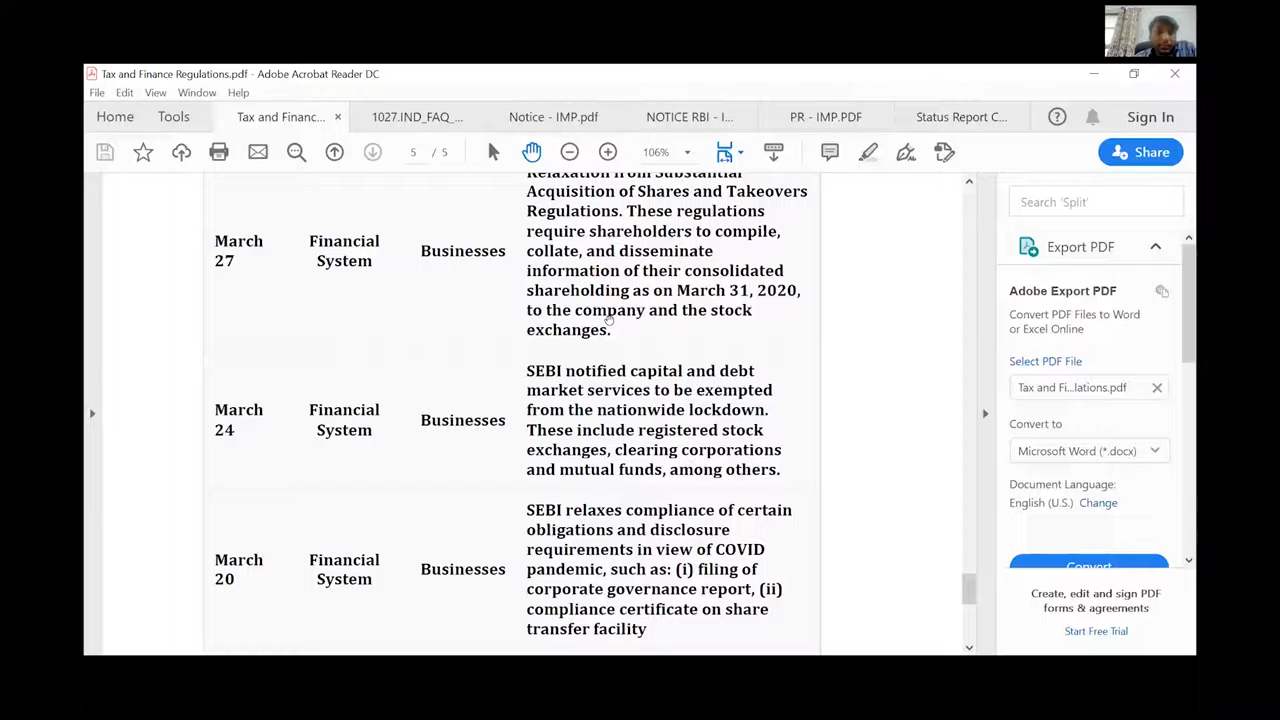 Tax and Finance Regulations.pdf - Adobe Acrobat Reader DC
File Edit View Window Help
Home Tools Tax and Financ... × 1027.IND_FAQ_... Notice - IMP.pdf NOTICE RBI - I... PR - IMP.PDF Status Report C... Sign In
5 / 5 106% Share
Relaxation from Substantial
Acquisition of Shares and Takeovers
Regulations. These regulations
require shareholders to compile,
collate, and disseminate
information of their consolidated
shareholding as on March 31, 2020,
to the company and the stock
exchanges.
March
27
Financial
System
Businesses
SEBI notified capital and debt
market services to be exempted
from the nationwide lockdown.
These include registered stock
exchanges, clearing corporations
and mutual funds, among others.
March
24
Financial
System
Businesses
SEBI relaxes compliance of certain
obligations and disclosure
requirements in view of COVID
pandemic, such as: (i) filing of
corporate governance report, (ii)
compliance certificate on share
transfer facility
March
20
Financial
System
Businesses
Search 'Split'
Export PDF
Adobe Export PDF
Convert PDF Files to Word
or Excel Online
Select PDF File
Tax and Fi...lations.pdf
Convert to
Microsoft Word (*.docx)
Document Language:
English (U.S.) Change
Convert
Create, edit and sign PDF
forms & agreements
Start Free Trial